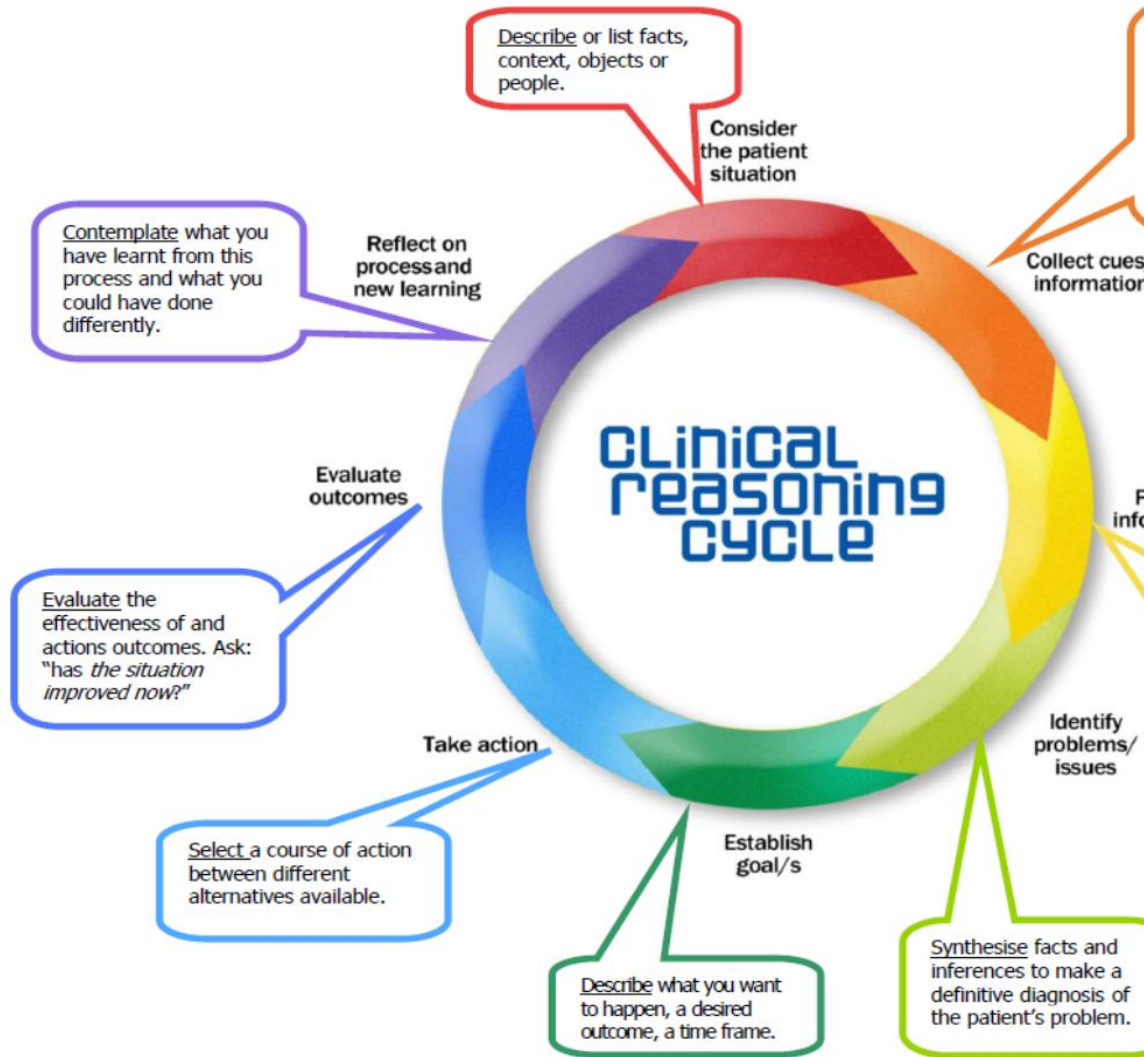 Describe or list facts,
context, objects or
people.
Consider
the patient
situation
Collect cues
information
Identify
problems/
issues
Synthesise facts and
inferences to make a
definitive diagnosis of
the patient's problem.
Establish
goal/s
Describe what you want
to happen, a desired
outcome, a time frame.
Take action
Select a course of action
between different
alternatives available.
Evaluate
outcomes
Evaluate the
effectiveness of and
actions outcomes. Ask:
“has the situation
improved now?”
Reflect on
process and
new learning
Contemplate what you
have learnt from this
process and what you
could have done
differently.
CLINICAL
reasoning
CYCLE